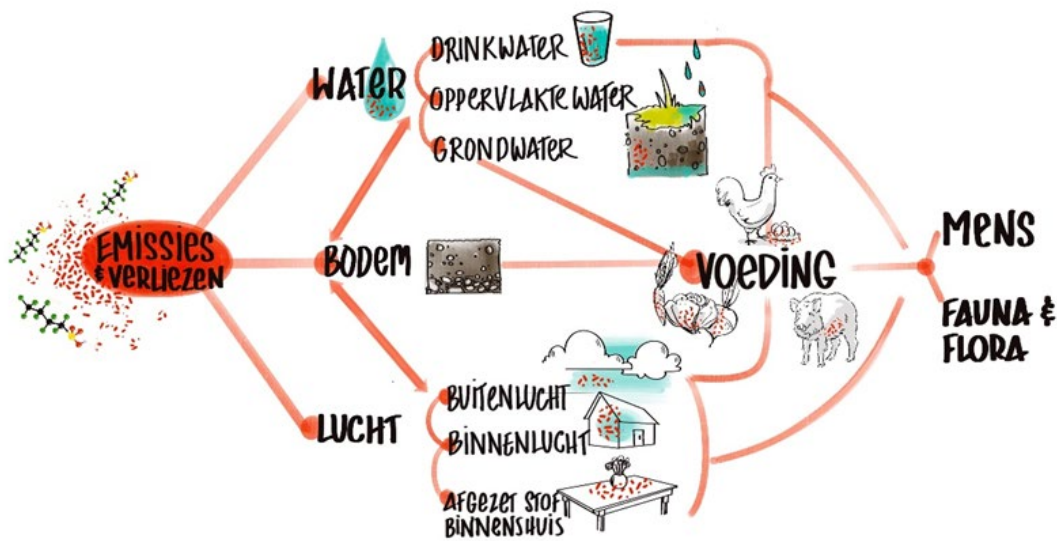 EMISSIES
& VERLIEZEN
WATER
DRINKWATER
OPPERVLAKTE WATER
GRONDWATER
BODEM
LUCHT
BUITENLUCHT
BINNENLUCHT
AFGEZET STOF
BINNENSHUIS
VOEDING
MENS
FAUNA &
FLORA